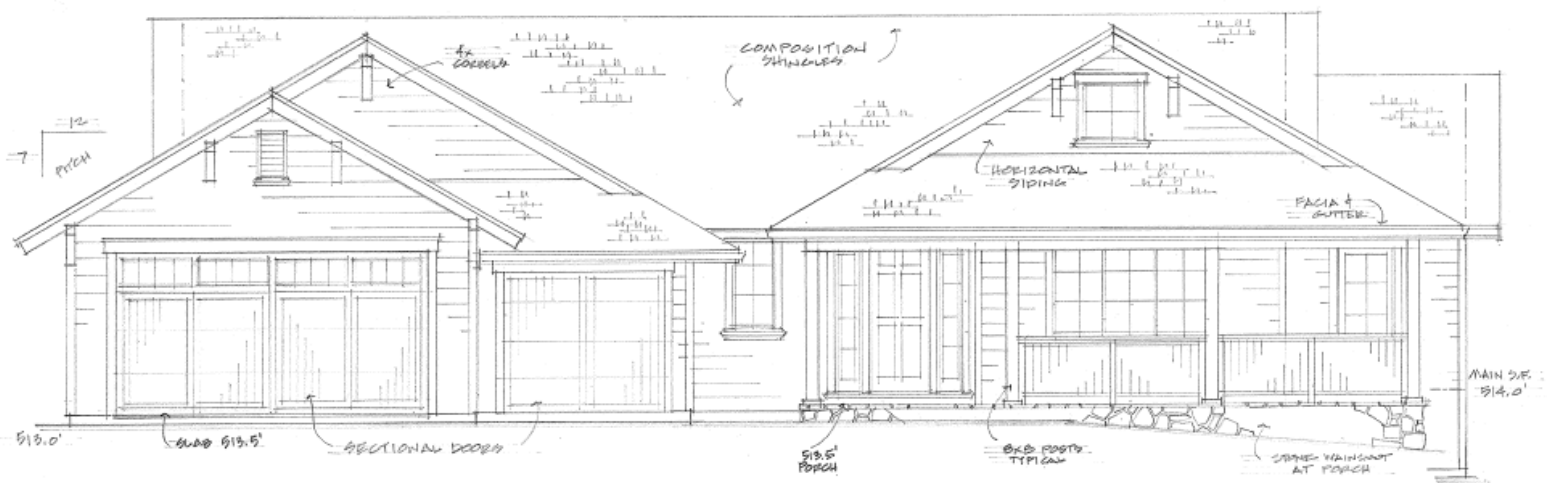 4x
CORBELS
COMPOSITION
SHINGLES
12
7
PITCH
HORIZONTAL
SIDING
FACIA &
GUTTER
MAIN S.F.
514.0'
513.0'
SLAB 513.5'
SECTIONAL DOORS
513.5'
PORCH
8X8 POSTS
TYPICAL
STONE WAINSCOT
AT PORCH